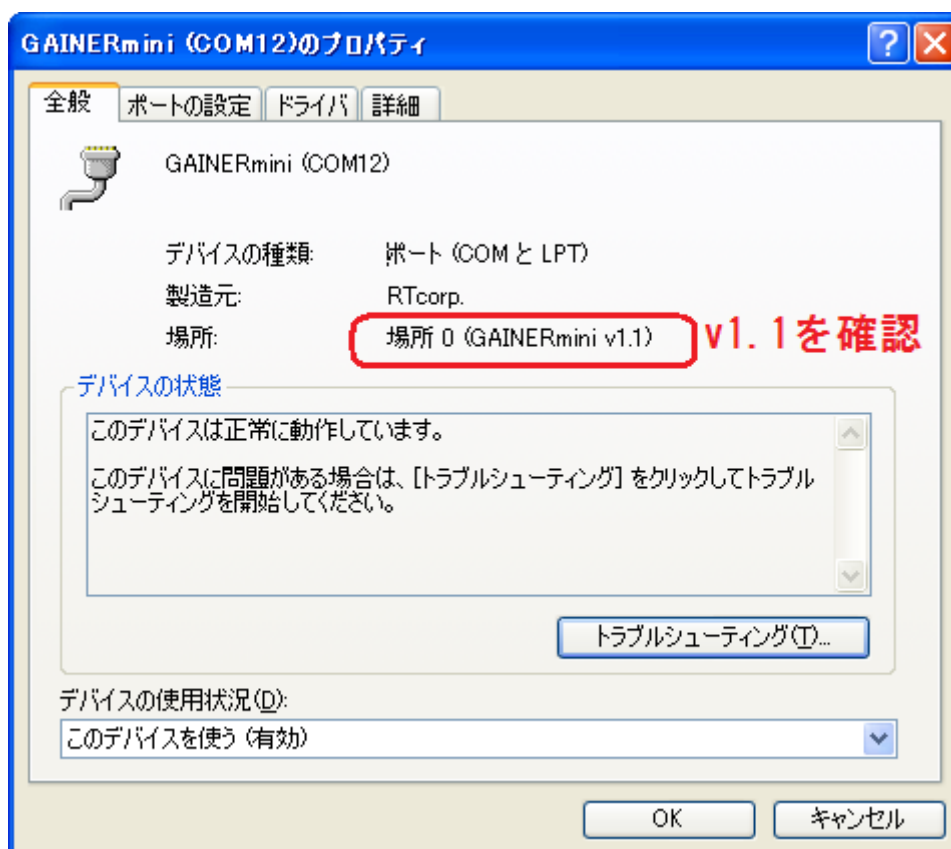 GAINERmini (COM12)のプロパティ
全般 ポートの設定 ドライバ 詳細
GAINERmini (COM12)
デバイスの種類: ポート (COM と LPT)
製造元: RTcorp.
場所: 場所 0 (GAINERmini v1.1) v1.1を確認
デバイスの状態
このデバイスは正常に動作しています。
このデバイスに問題がある場合は、[トラブルシューティング] をクリックしてトラブル
シューティングを開始してください。
トラブルシューティング(T)...
デバイスの使用状況(D):
このデバイスを使う (有効)
OK キャンセル